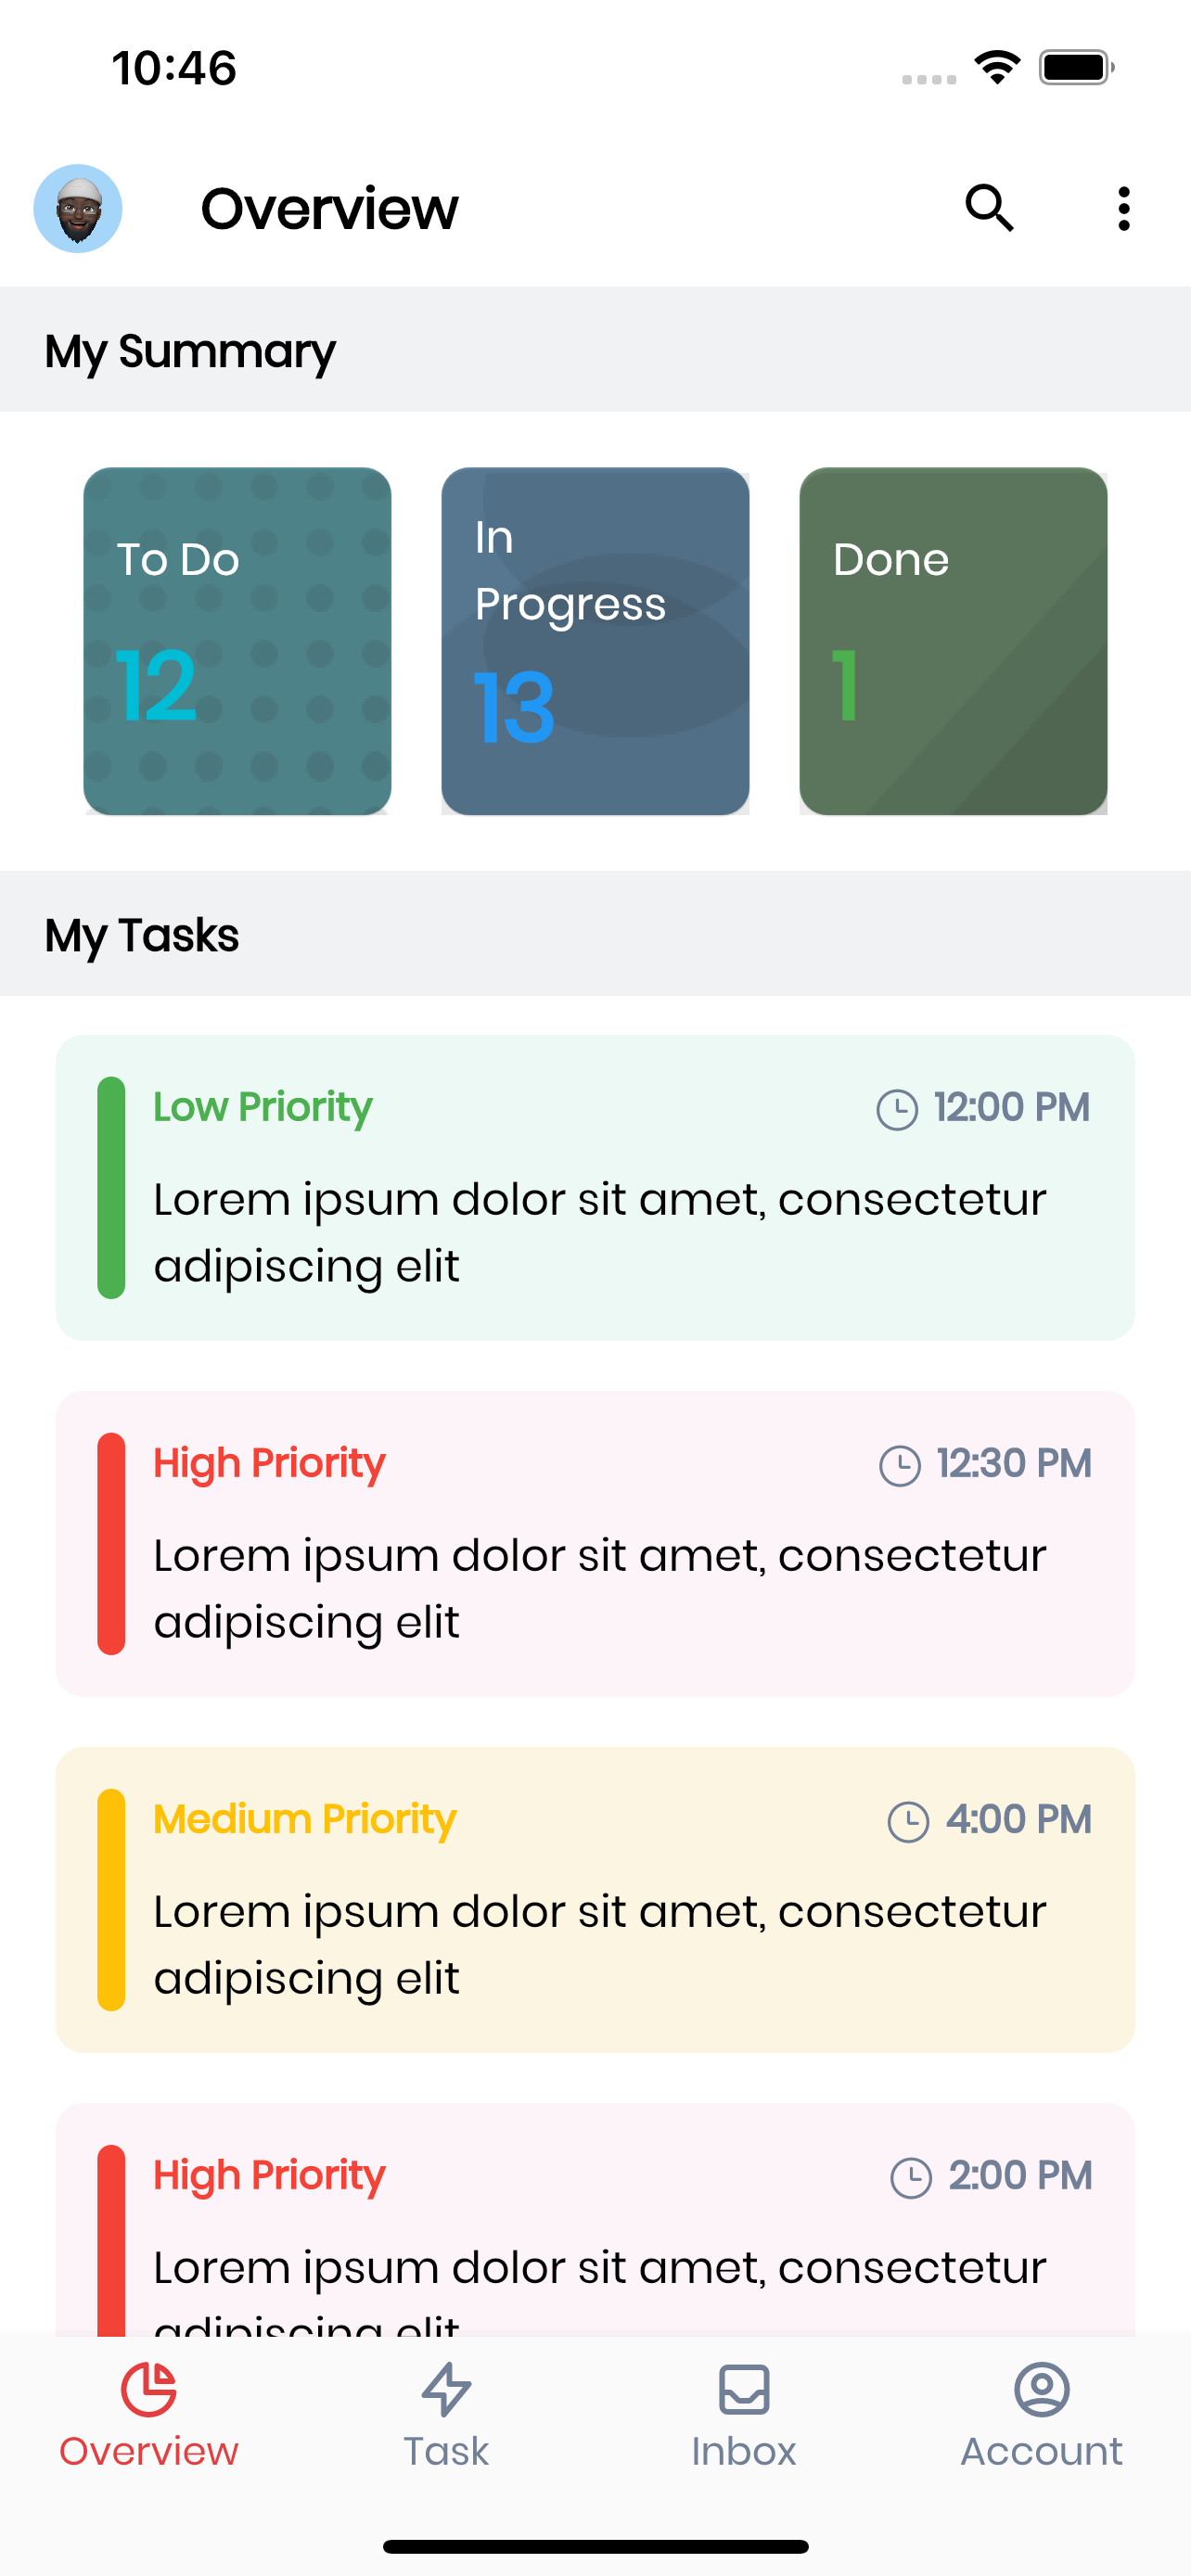 10:46
Overview
My Summary
To Do
12
In
Progress
13
Done
1
My Tasks
Low Priority
12:00 PM
Lorem ipsum dolor sit amet, consectetur
adipiscing elit
High Priority
12:30 PM
Lorem ipsum dolor sit amet, consectetur
adipiscing elit
Medium Priority
4:00 PM
Lorem ipsum dolor sit amet, consectetur
adipiscing elit
High Priority
2:00 PM
Lorem ipsum dolor sit amet, consectetur
adipiscing elit
Overview
Task
Inbox
Account